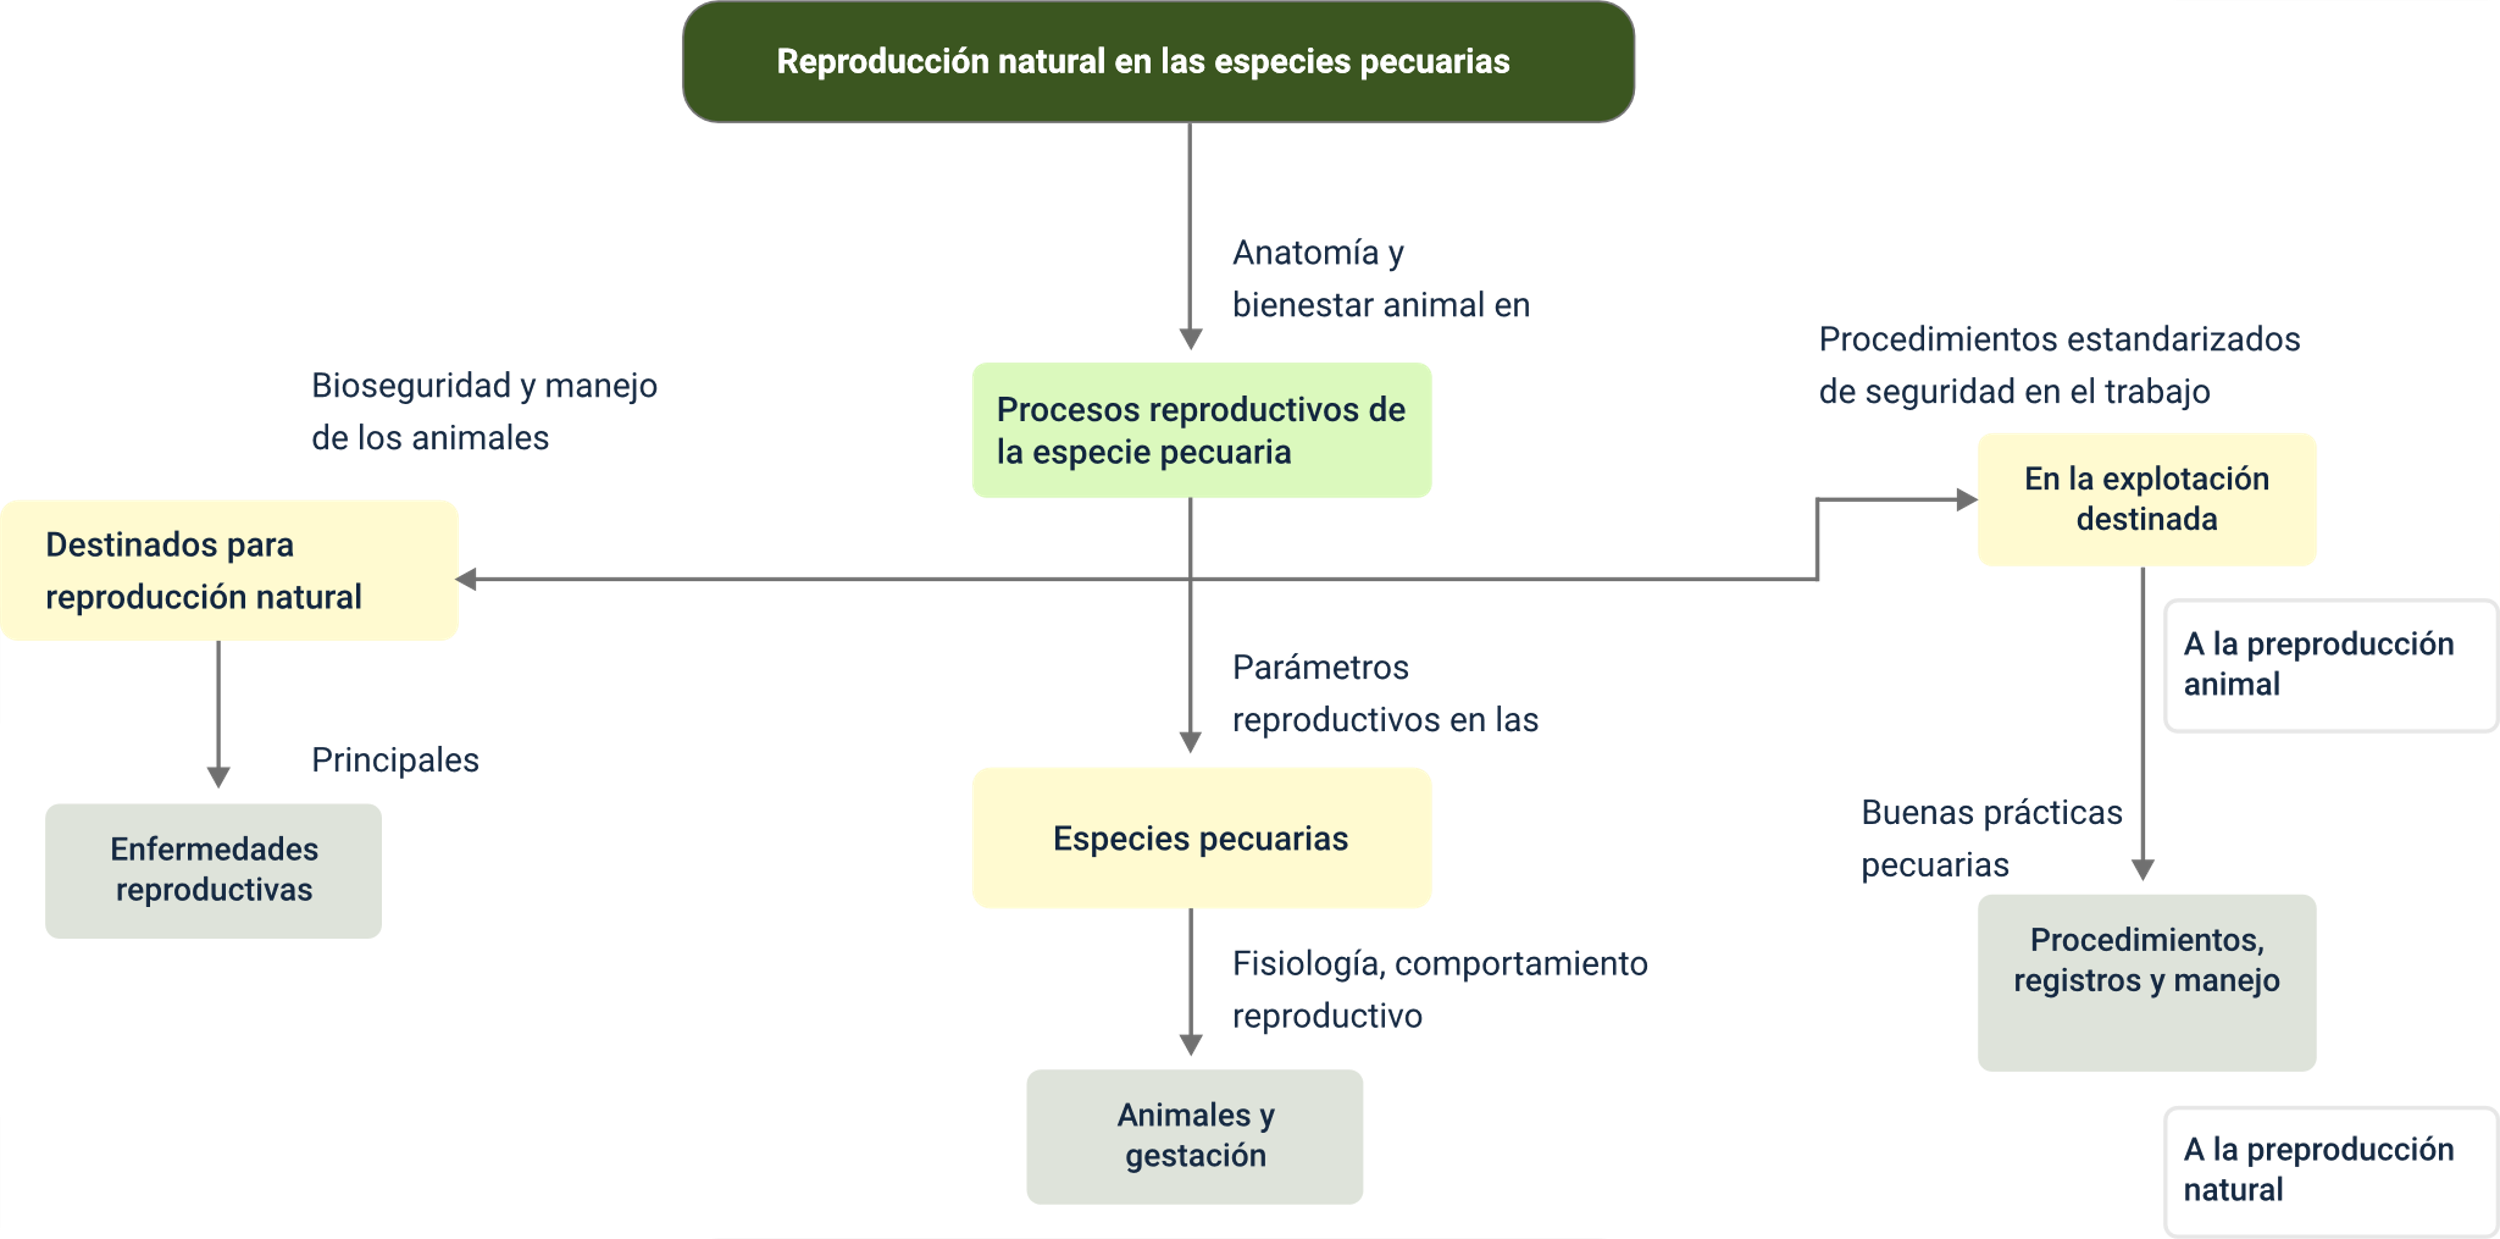 Reproducción natural en las especies pecuarias
Anatomía y
bienestar animal en
Procedimientos estandarizados
de seguridad en el trabajo
Bioseguridad y manejo
de los animales
Procesos reproductivos de
la especie pecuaria
En la explotación
destinada
Destinados para
reproducción natural
A la preproducción
animal
Parámetros
reproductivos en las
Principales
Buenas prácticas
pecuarias
Enfermedades
reproductivas
Especies pecuarias
Procedimientos,
registros y manejo
Fisiología, comportamiento
reproductivo
Animales y
gestación
A la preproducción
natural